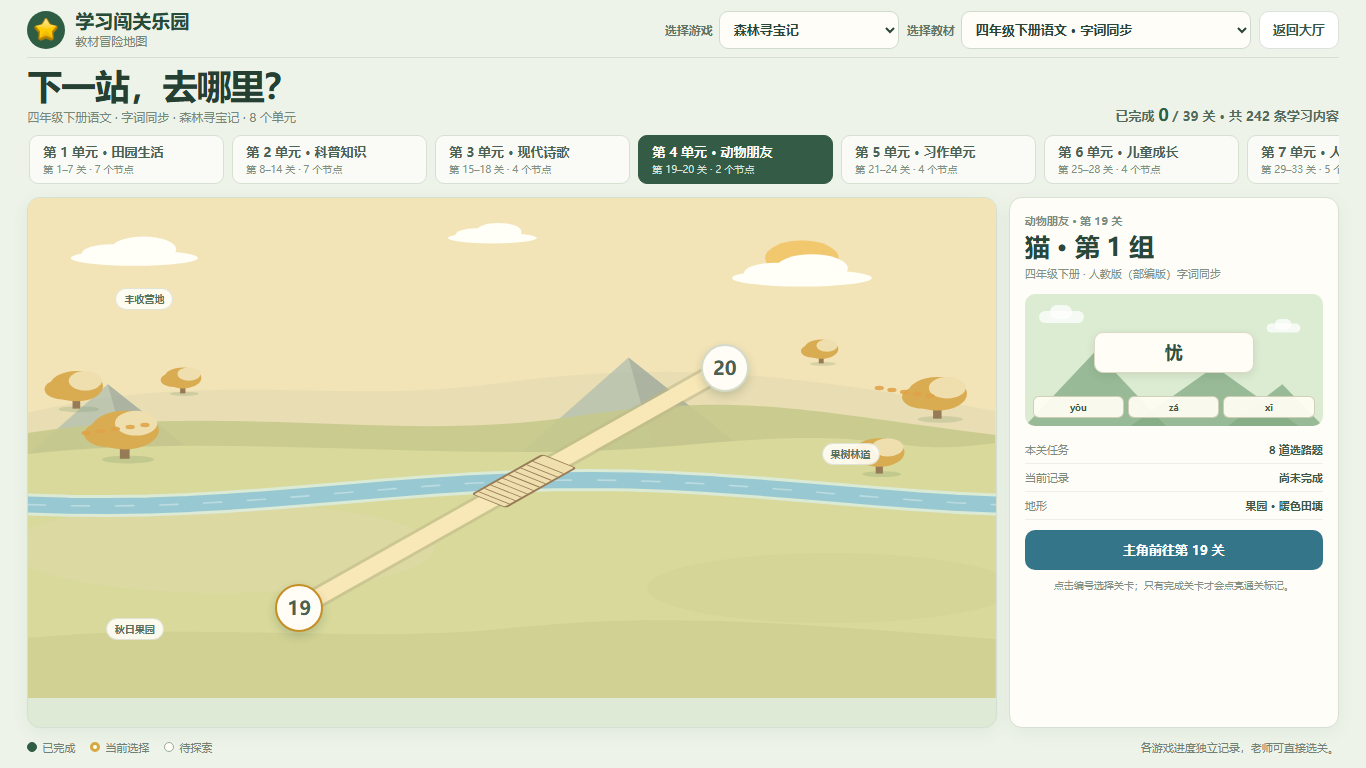 学习闯关乐园
教材冒险地图
选择游戏 森林寻宝记 选择教材 四年级下册语文 • 字词同步 返回大厅
下一站，去哪里？
四年级下册语文 · 字词同步 · 森林寻宝记 · 8 个单元
已完成 0 / 39 关 • 共 242 条学习内容
第 1 单元 • 田园生活
第 1–7 关 · 7 个节点
第 2 单元 • 科普知识
第 8–14 关 · 7 个节点
第 3 单元 • 现代诗歌
第 15–18 关 · 4 个节点
第 4 单元 • 动物朋友
第 19–20 关 · 2 个节点
第 5 单元 • 习作单元
第 21–24 关 · 4 个节点
第 6 单元 • 儿童成长
第 25–28 关 · 4 个节点
第 7 单元 • 人
第 29–33 关 · 5
丰收营地
20
果树林道
19
秋日果园
动物朋友 • 第 19 关
猫 • 第 1 组
四年级下册 · 人教版（部编版）字词同步
忧
yōu zá xī
本关任务 8 道选路题
当前记录 尚未完成
地形 果园 • 暖色田埂
主角前往第 19 关
点击编号选择关卡；只有完成关卡才会点亮通关标记。
已完成 当前选择 待探索
各游戏进度独立记录，老师可直接选关。